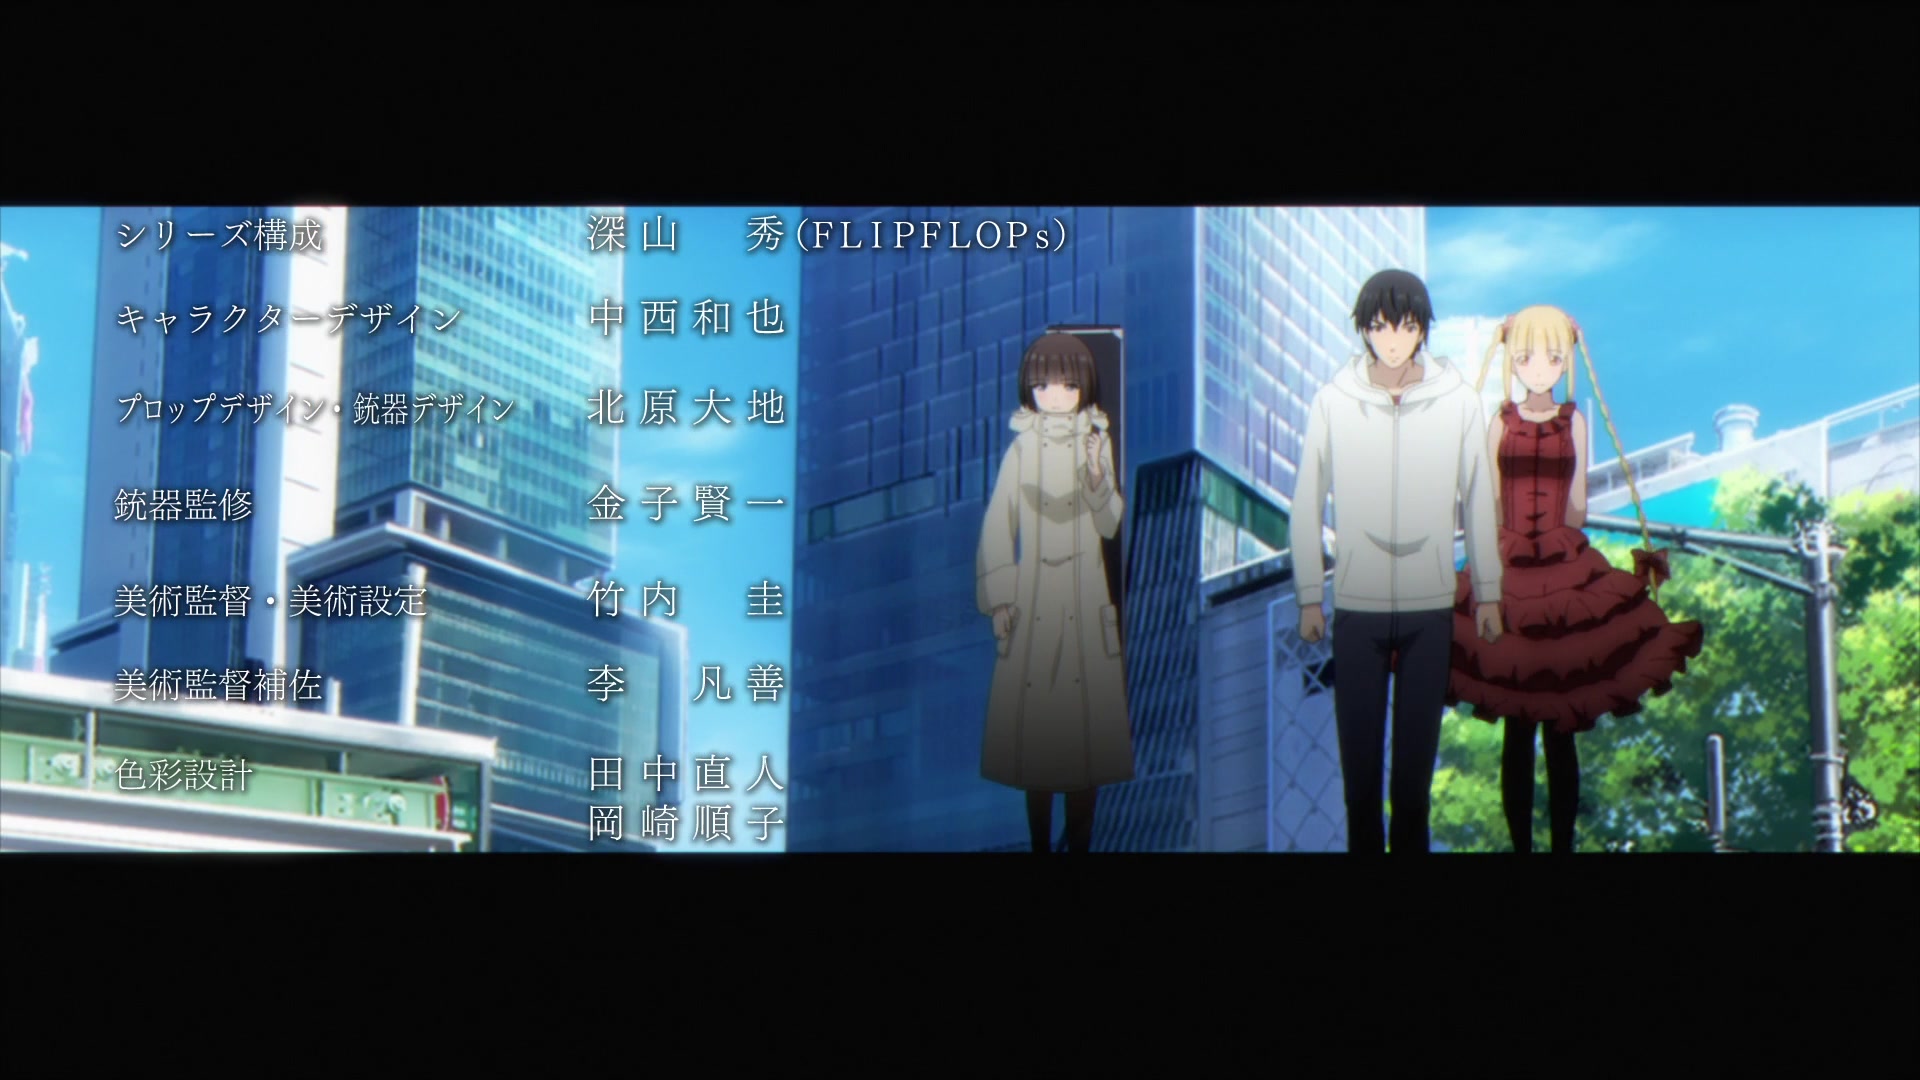 シリーズ構成 深山 秀(FLIPFLOPs)
キャラクターデザイン 中西和也
プロップデザイン・銃器デザイン 北原大地
銃器監修 金子賢一
美術監督・美術設定 竹内 圭
美術監督補佐 李 凡善
色彩設計 田中直人
岡崎順子